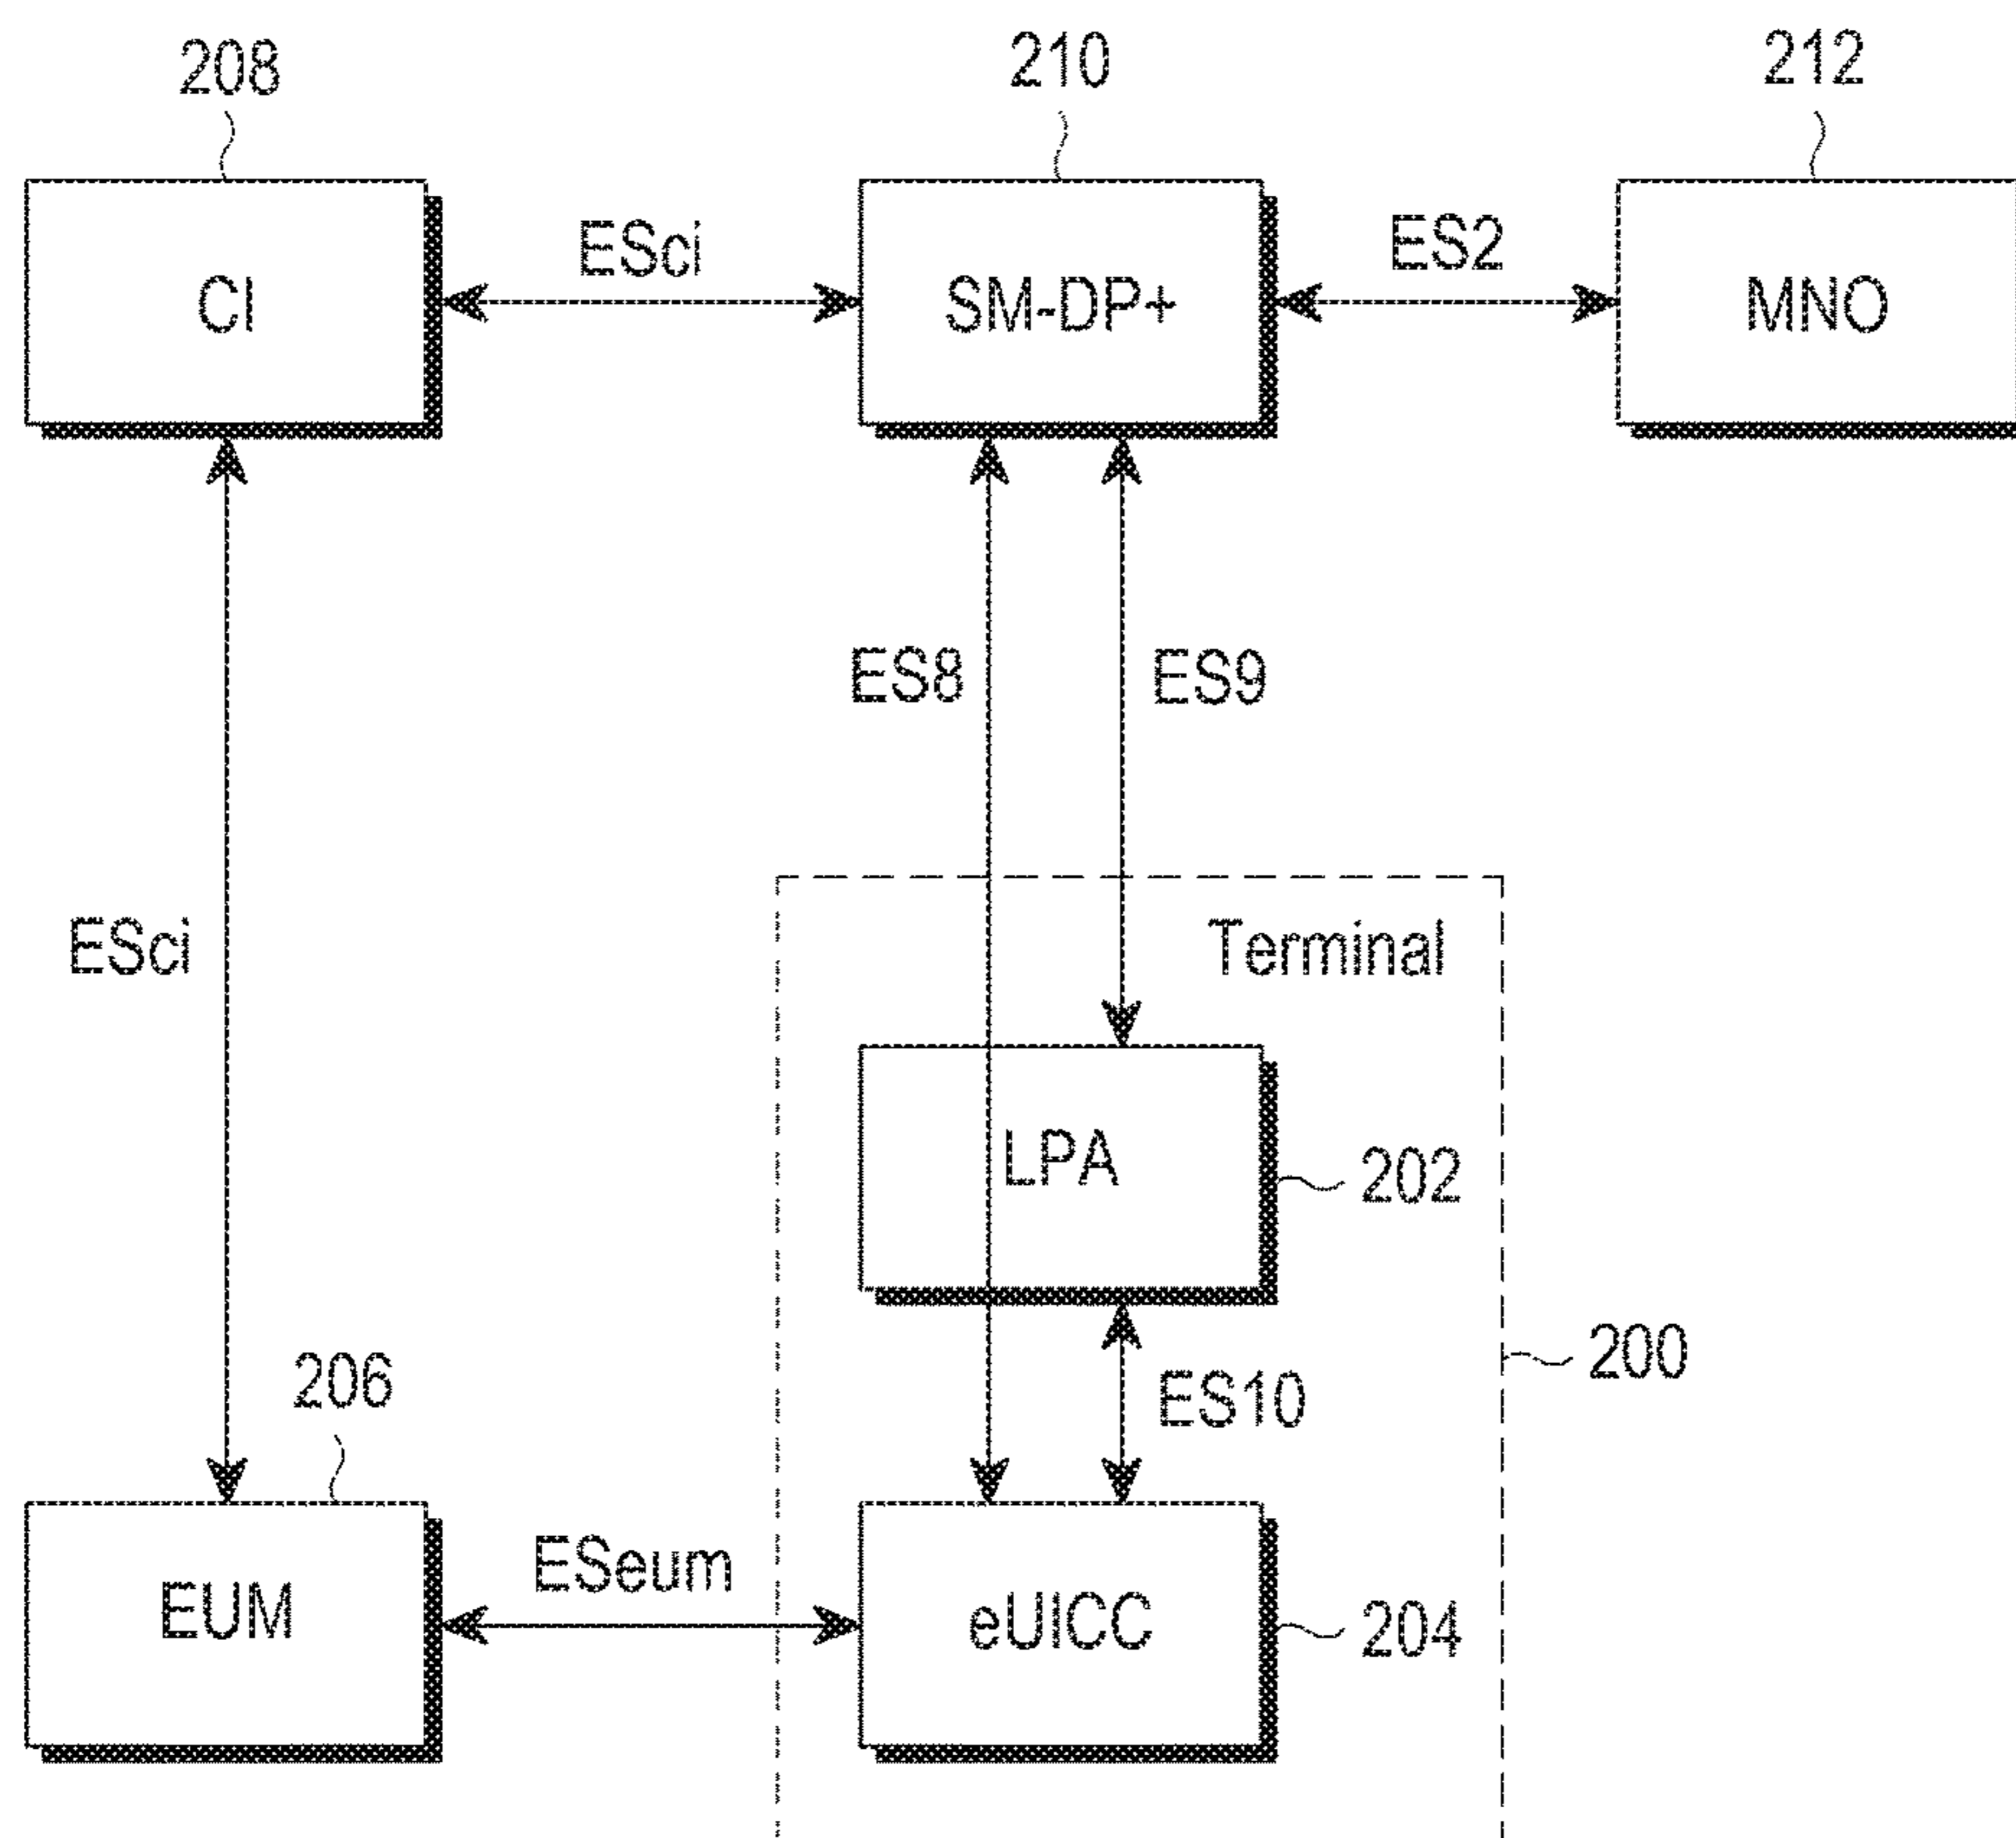 208
210
212
CI
ESci
SM-DP+
ES2
MNO
ES8
ES9
ESci
Terminal
LPA
202
200
206
ES10
EUM
ESeum
eUICC
204